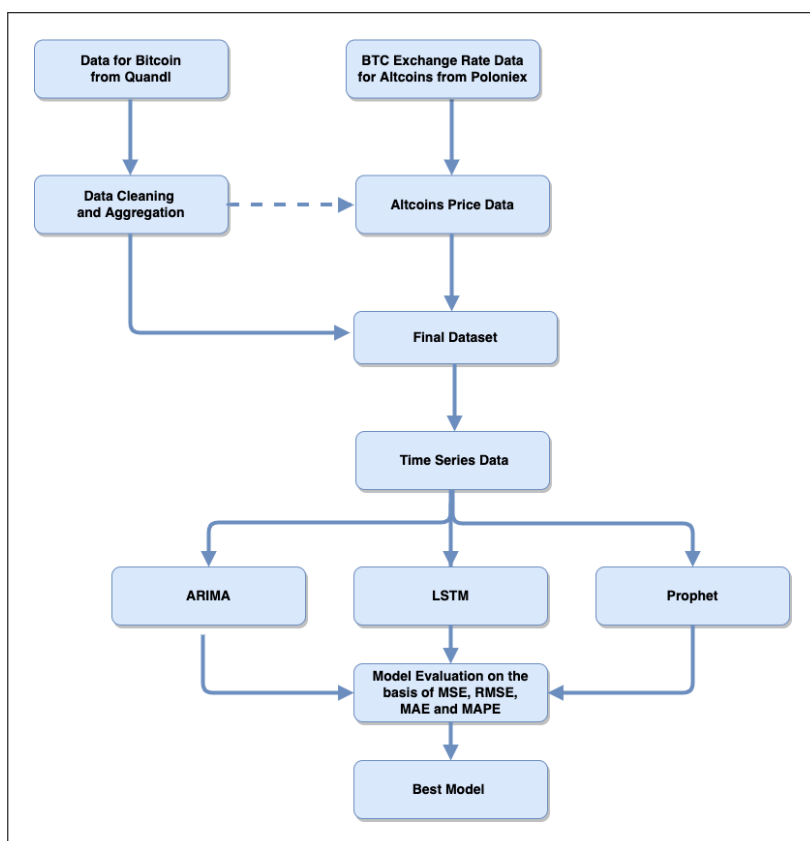 Data for Bitcoin
from Quandl
BTC Exchange Rate Data
for Altcoins from Poloniex
Data Cleaning
and Aggregation
Altcoins Price Data
Final Dataset
Time Series Data
ARIMA
LSTM
Prophet
Model Evaluation on the
basis of MSE, RMSE,
MAE and MAPE
Best Model